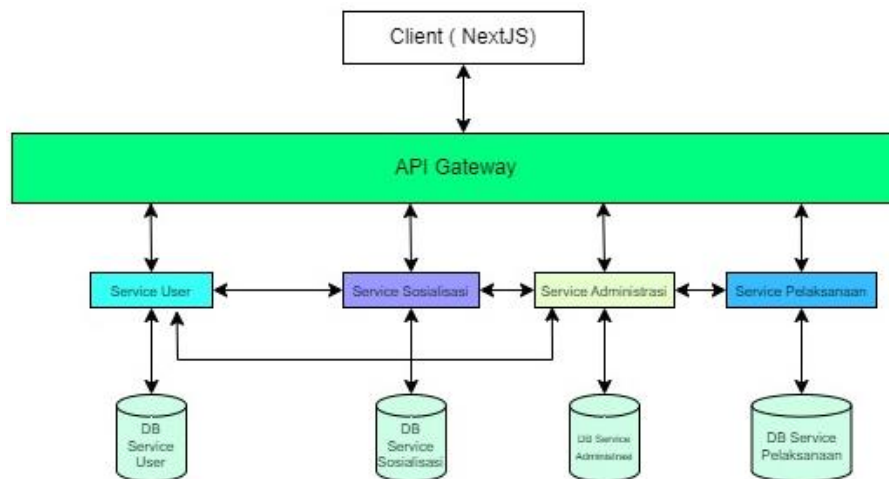 Client ( NextJS)
API Gateway
Service User
Service Sosialisasi
Service Administrasi
Service Pelaksanaan
DB
Service
User
DB
Service
Sosialisasi
DB Service
Administrasi
DB Service
Pelaksanaan